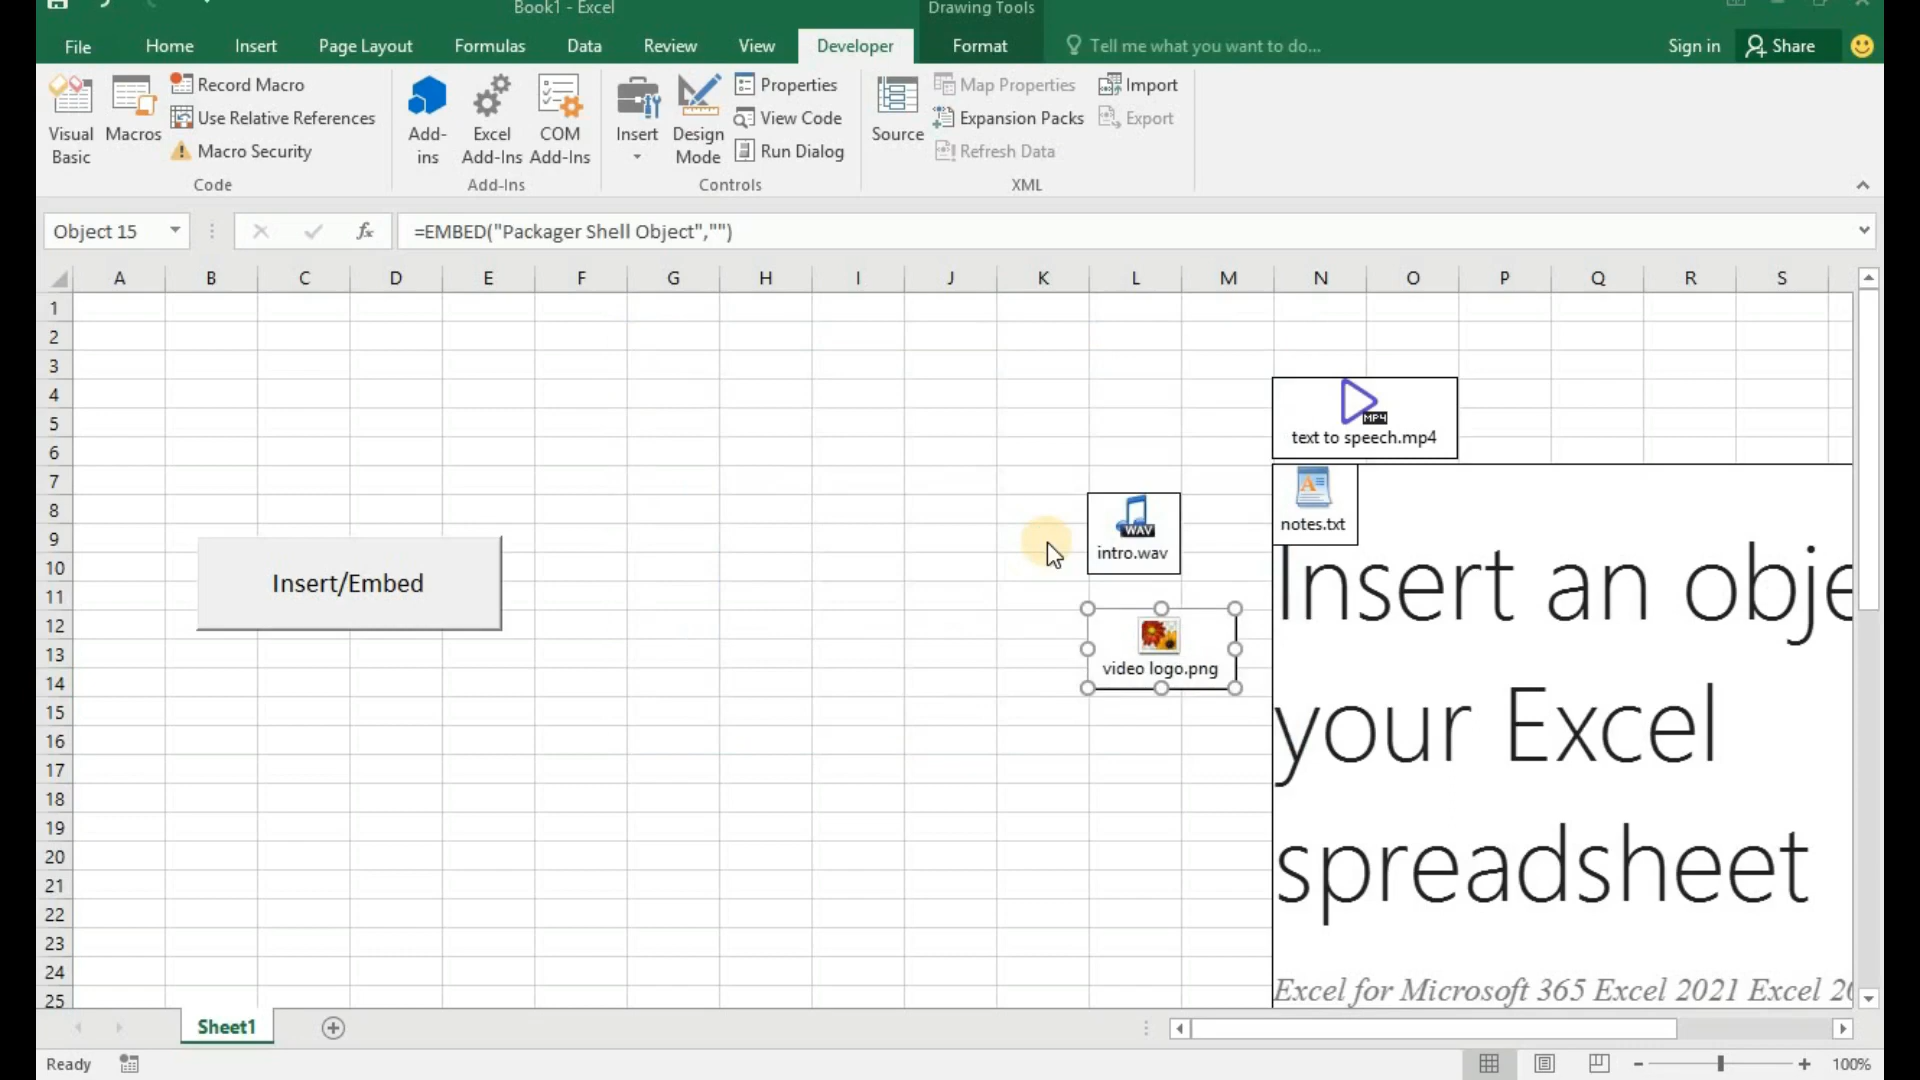 Book1 - Excel
Drawing Tools
File Home Insert Page Layout Formulas Data Review View Developer Format Tell me what you want to do... Sign in Share
Visual Basic
Macros
Record Macro
Use Relative References
Macro Security
Code
Add-ins
Excel Add-Ins
COM Add-Ins
Add-Ins
Insert
Design Mode
Properties
View Code
Run Dialog
Controls
Source
Map Properties
Expansion Packs
Refresh Data
Import
Export
XML
Object 15 fx =EMBED("Packager Shell Object","")
A B C D E F G H I J K L M N O P Q R S
1
2
3
4
5
6
7
8
9
10
11
12
13
14
15
16
17
18
19
20
21
22
23
24
25
MP4
text to speech.mp4
A
notes.txt
WAV
intro.wav
Insert/Embed
video logo.png
Insert an obje
your Excel
spreadsheet
Excel for Microsoft 365 Excel 2021 Excel 20
Sheet1
Ready
100%